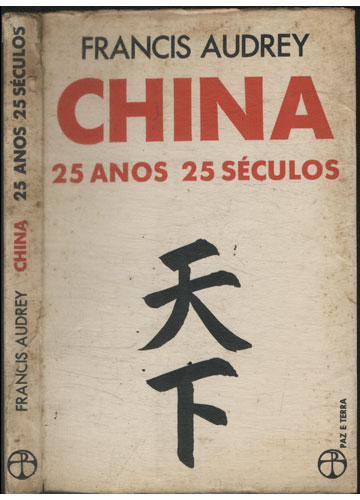 FRANCIS AUDREY
CHINA
25 ANOS 25 SÉCULOS
天
下
PAZ E TERRA
FRANCIS AUDREY CHINA 25 ANOS 25 SÉCULOS